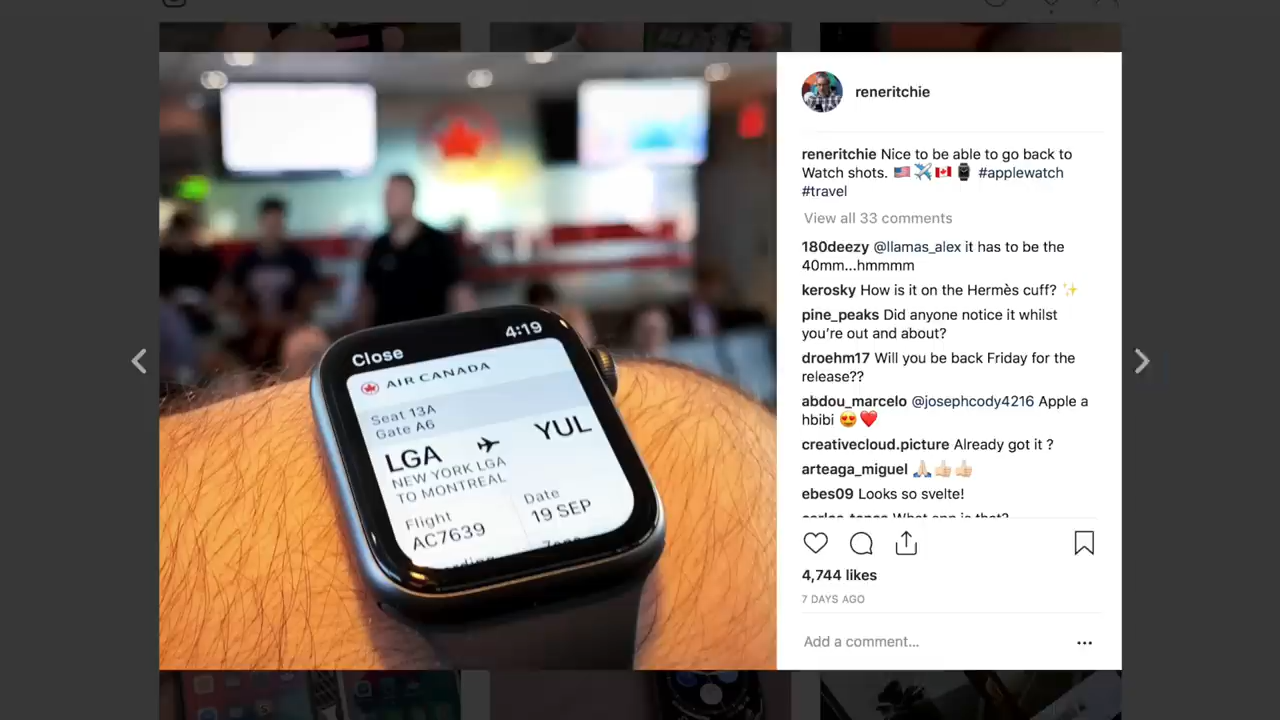 4:19
Close
AIR CANADA
Seat 13A
Gate A6
LGA YUL
NEW YORK LGA
TO MONTREAL
Flight
AC7639
Date
19 SEP
reneritchie
reneritchie Nice to be able to go back to
Watch shots. 🇺🇸✈️🇨🇦⌚ #applewatch
#travel
View all 33 comments
180deezy @llamas_alex it has to be the
40mm...hmmmm
kerosky How is it on the Hermès cuff? ✨
pine_peaks Did anyone notice it whilst
you're out and about?
droehm17 Will you be back Friday for the
release??
abdou_marcelo @josephcody4216 Apple a
hbibi 😍❤️
creativecloud.picture Already got it ?
arteaga_miguel 🙏🏻👍🏻👍🏻
ebes09 Looks so svelte!
4,744 likes
7 DAYS AGO
Add a comment...